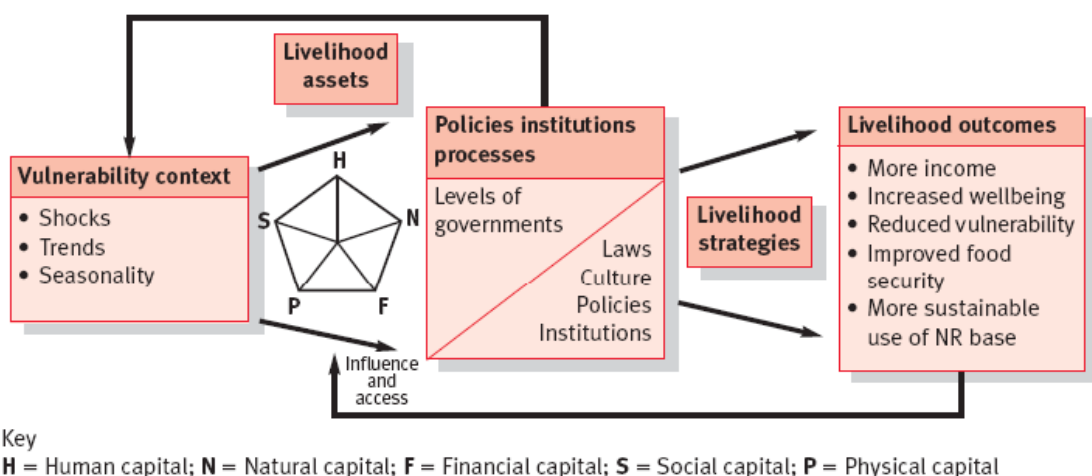 Livelihood
assets
Vulnerability context
• Shocks
• Trends
• Seasonality
H
S
N
P
F
Influence
and
access
Policies institutions
processes
Levels of
governments
Laws
Culture
Policies
Institutions
Livelihood
strategies
Livelihood outcomes
• More income
• Increased wellbeing
• Reduced vulnerability
• Improved food
security
• More sustainable
use of NR base
Key
H = Human capital; N = Natural capital; F = Financial capital; S = Social capital; P = Physical capital